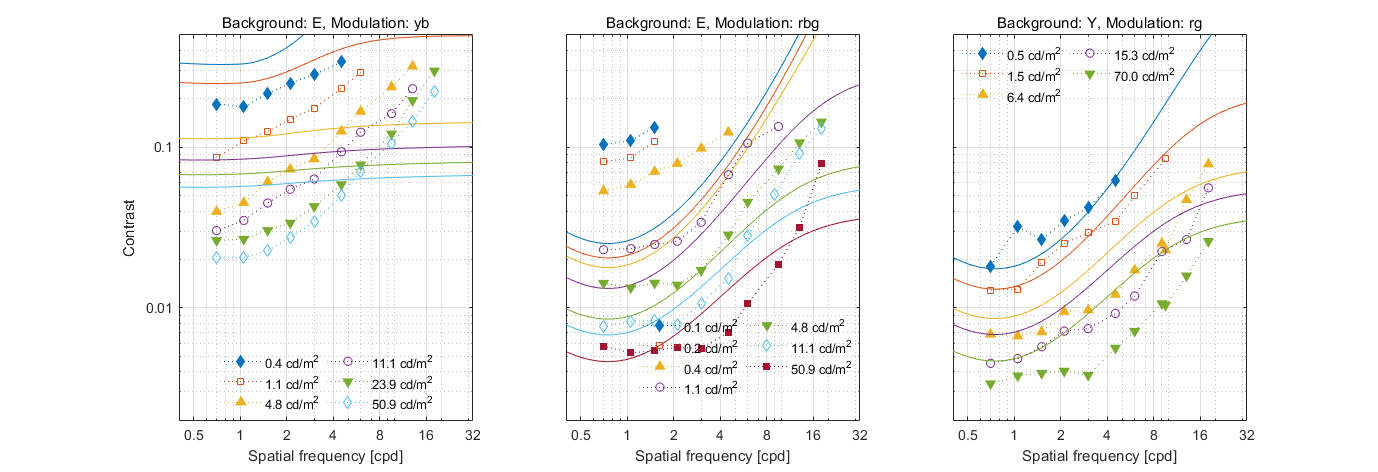 Background: E, Modulation: yb
Background: E, Modulation: rbg
Background: Y, Modulation: rg
Contrast
0.1
0.01
0.4 cd/m²
1.1 cd/m²
4.8 cd/m²
11.1 cd/m²
23.9 cd/m²
50.9 cd/m²
0.5 1 2 4 8 16 32
Spatial frequency [cpd]
0.1 cd/m²
0.2 cd/m²
0.4 cd/m²
1.1 cd/m²
4.8 cd/m²
11.1 cd/m²
50.9 cd/m²
0.5 1 2 4 8 16 32
Spatial frequency [cpd]
0.5 cd/m²
1.5 cd/m²
6.4 cd/m²
15.3 cd/m²
70.0 cd/m²
0.5 1 2 4 8 16 32
Spatial frequency [cpd]